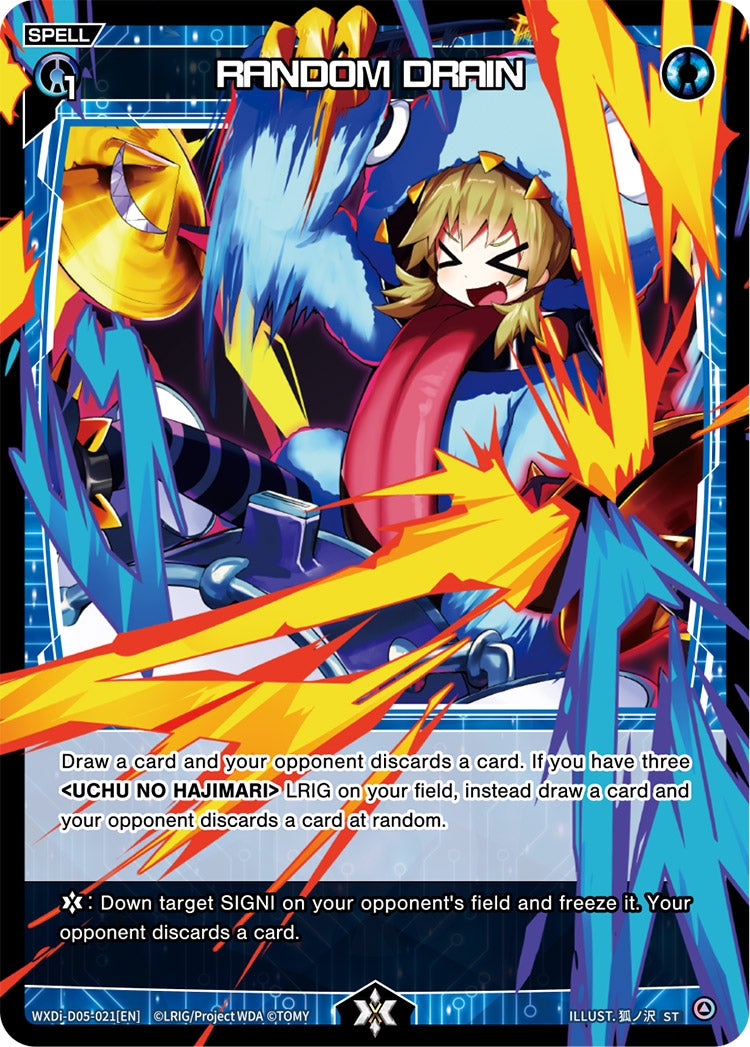 SPELL
1
RANDOM DRAIN
Draw a card and your opponent discards a card. If you have three
<UCHU NO HAJIMARI> LRIG on your field, instead draw a card and
your opponent discards a card at random.
: Down target SIGNI on your opponent's field and freeze it. Your
opponent discards a card.
WXDi-D05-021[EN] ©LRIG/Project WDA ©TOMY
ILLUST. 狐ノ沢 ST